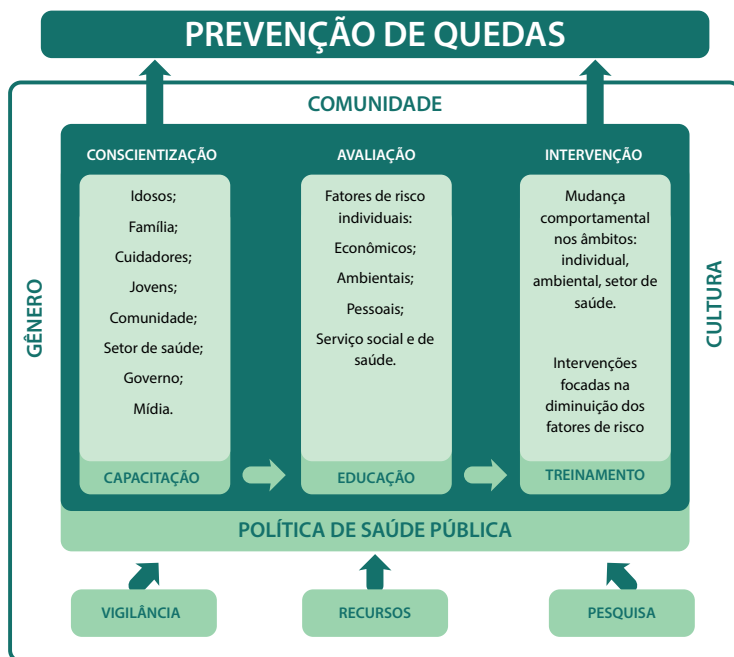 PREVENÇÃO DE QUEDAS
COMUNIDADE
GÊNERO
CULTURA
CONSCIENTIZAÇÃO
Idosos;
Família;
Cuidadores;
Jovens;
Comunidade;
Setor de saúde;
Governo;
Mídia.
CAPACITAÇÃO
AVALIAÇÃO
Fatores de risco
individuais:
Econômicos;
Ambientais;
Pessoais;
Serviço social e de
saúde.
EDUCAÇÃO
INTERVENÇÃO
Mudança
comportamental
nos âmbitos:
individual,
ambiental, setor de
saúde.
Intervenções
focadas na
diminuição dos
fatores de risco
TREINAMENTO
POLÍTICA DE SAÚDE PÚBLICA
VIGILÂNCIA
RECURSOS
PESQUISA